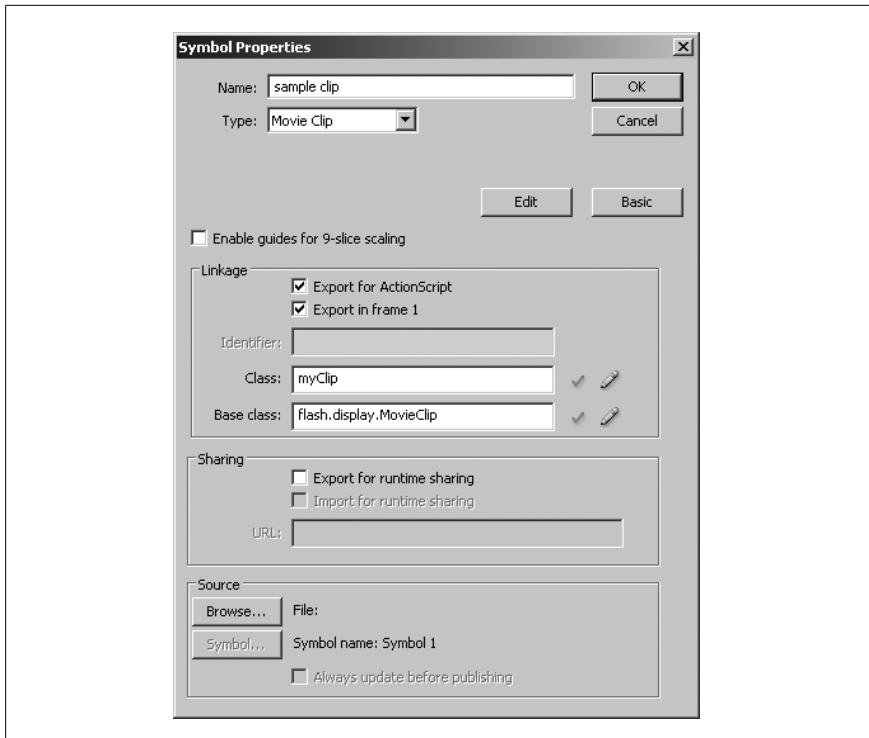 Symbol Properties
Name: sample clip
OK
Type: Movie Clip
Cancel
Edit
Basic
Enable guides for 9-slice scaling
Linkage
Export for ActionScript
Export in frame 1
Identifier:
Class: myClip
Base class: flash.display.MovieClip
Sharing
Export for runtime sharing
Import for runtime sharing
URL:
Source
Browse... File:
Symbol... Symbol name: Symbol 1
Always update before publishing